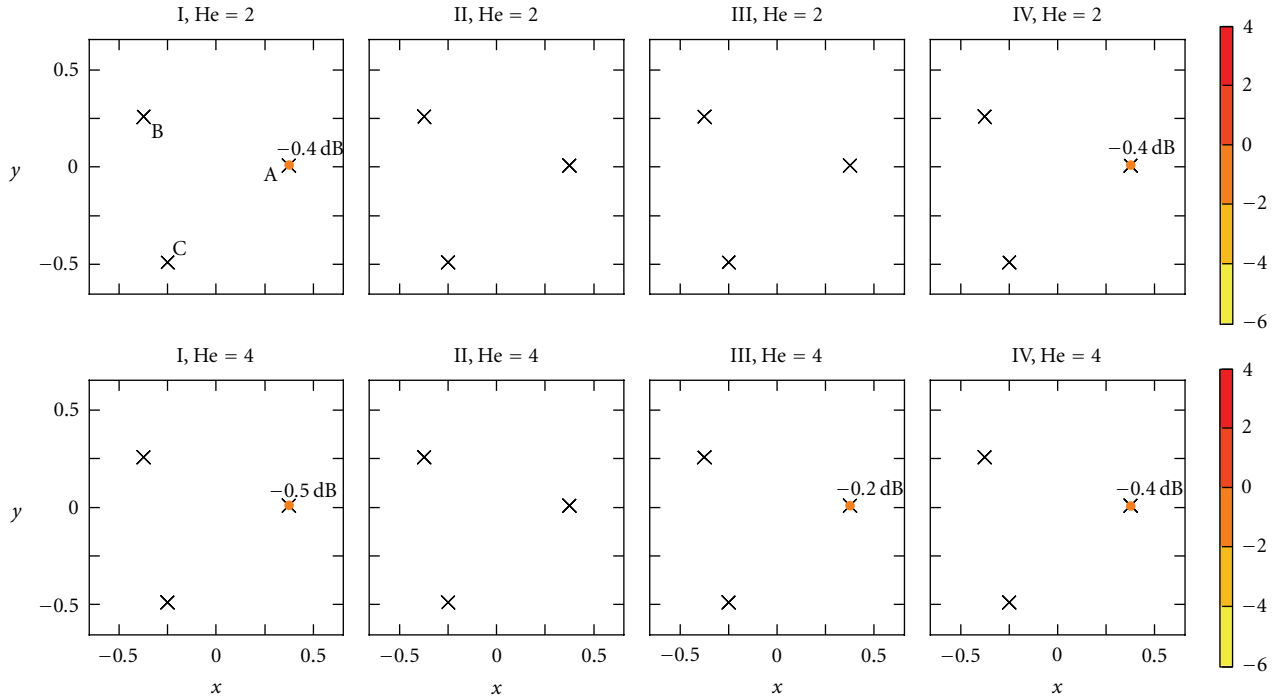 I, He = 2
II, He = 2
III, He = 2
IV, He = 2
4
2
0
−2
−4
−6
0.5
0
−0.5
y
B
−0.4 dB
A
C
−0.4 dB
I, He = 4
II, He = 4
III, He = 4
IV, He = 4
4
2
0
−2
−4
−6
0.5
0
−0.5
y
−0.5 dB
−0.2 dB
−0.4 dB
−0.5 0 0.5
−0.5 0 0.5
−0.5 0 0.5
−0.5 0 0.5
x
x
x
x